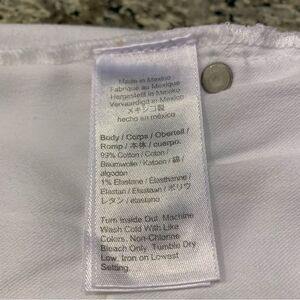 Made in Mexico
Fabriqué au Mexique
Hergestellt in Mexiko
Vervaardigd in Mexico
メキシコ製
hecho en méxico
Body / Corps / Oberteil /
Romp / 本体 / cuerpo.
99% Cotton / Coton /
Baumwolle / Katoen / 綿 /
algodón
1% Elastane / Élasthanne /
Elastan / Elastaan / ポリウ
レタン / elastano
Turn Inside Out. Machine
Wash Cold With Like
Colors. Non-Chlorine
Bleach Only. Tumble Dry
Low. Iron on Lowest
Setting.